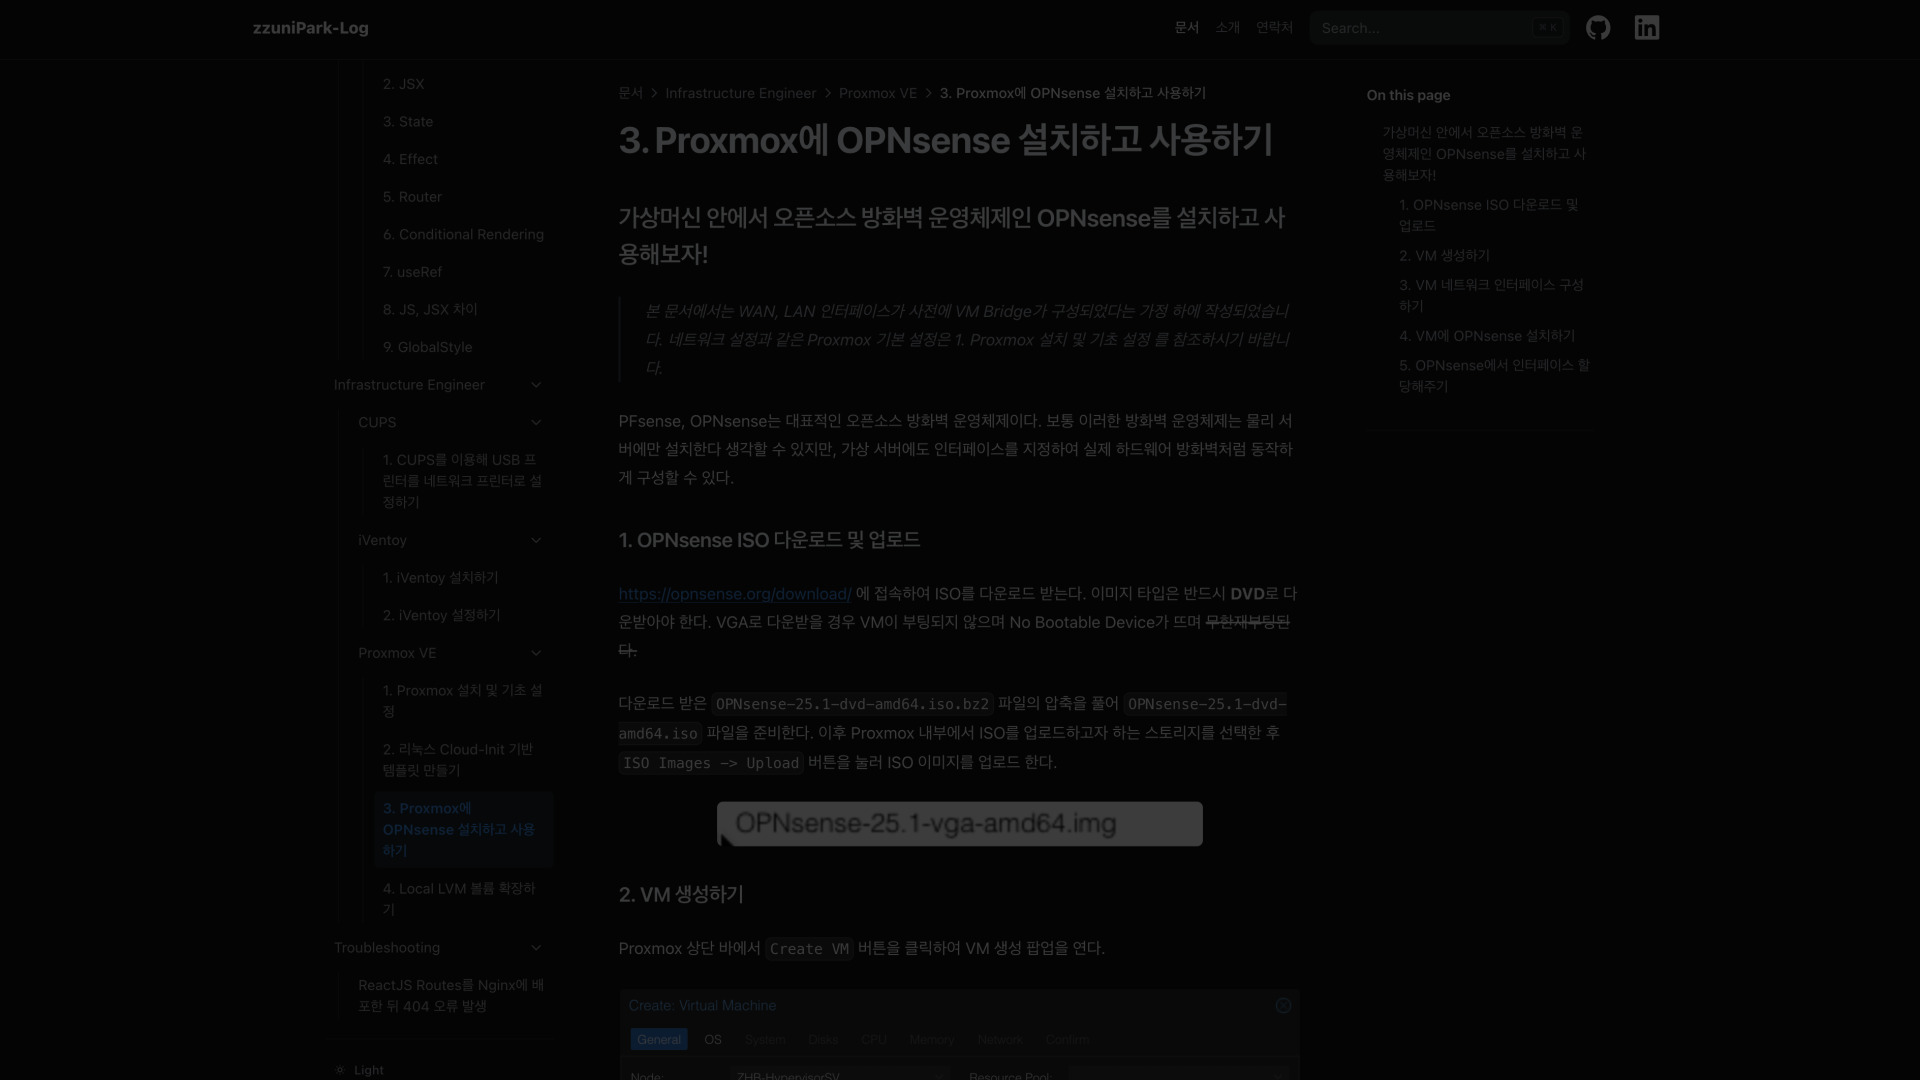 zzuniPark-Log
문서 소개 연락처 Search... ⌘ K
2. JSX
3. State
4. Effect
5. Router
6. Conditional Rendering
7. useRef
8. JS, JSX 차이
9. GlobalStyle
Infrastructure Engineer
CUPS
1. CUPS를 이용해 USB 프
린터를 네트워크 프린터로 설
정하기
iVentoy
1. iVentoy 설치하기
2. iVentoy 설정하기
Proxmox VE
1. Proxmox 설치 및 기초 설
정
2. 리눅스 Cloud-Init 기반
템플릿 만들기
3. Proxmox에
OPNsense 설치하고 사용
하기
4. Local LVM 볼륨 확장하
기
Troubleshooting
ReactJS Routes를 Nginx에 배
포한 뒤 404 오류 발생
Light
문서 > Infrastructure Engineer > Proxmox VE > 3. Proxmox에 OPNsense 설치하고 사용하기
3. Proxmox에 OPNsense 설치하고 사용하기
가상머신 안에서 오픈소스 방화벽 운영체제인 OPNsense를 설치하고 사
용해보자!
본 문서에서는 WAN, LAN 인터페이스가 사전에 VM Bridge가 구성되었다는 가정 하에 작성되었습니
다. 네트워크 설정과 같은 Proxmox 기본 설정은 1. Proxmox 설치 및 기초 설정 를 참조하시기 바랍니
다.
PFsense, OPNsense는 대표적인 오픈소스 방화벽 운영체제이다. 보통 이러한 방화벽 운영체제는 물리 서
버에만 설치한다 생각할 수 있지만, 가상 서버에도 인터페이스를 지정하여 실제 하드웨어 방화벽처럼 동작하
게 구성할 수 있다.
1. OPNsense ISO 다운로드 및 업로드
https://opnsense.org/download/ 에 접속하여 ISO를 다운로드 받는다. 이미지 타입은 반드시 DVD로 다
운받아야 한다. VGA로 다운받을 경우 VM이 부팅되지 않으며 No Bootable Device가 뜨며 무한재부팅된
다.
다운로드 받은 OPNsense-25.1-dvd-amd64.iso.bz2 파일의 압축을 풀어 OPNsense-25.1-dvd-
amd64.iso 파일을 준비한다. 이후 Proxmox 내부에서 ISO를 업로드하고자 하는 스토리지를 선택한 후
ISO Images -> Upload 버튼을 눌러 ISO 이미지를 업로드 한다.
OPNsense-25.1-vga-amd64.img
2. VM 생성하기
Proxmox 상단 바에서 Create VM 버튼을 클릭하여 VM 생성 팝업을 연다.
Create: Virtual Machine
General OS System Disks CPU Memory Network Confirm
Node: ZHB-HypervisorSV Resource Pool:
On this page
가상머신 안에서 오픈소스 방화벽 운
영체제인 OPNsense를 설치하고 사
용해보자!
1. OPNsense ISO 다운로드 및
업로드
2. VM 생성하기
3. VM 네트워크 인터페이스 구성
하기
4. VM에 OPNsense 설치하기
5. OPNsense에서 인터페이스 할
당해주기